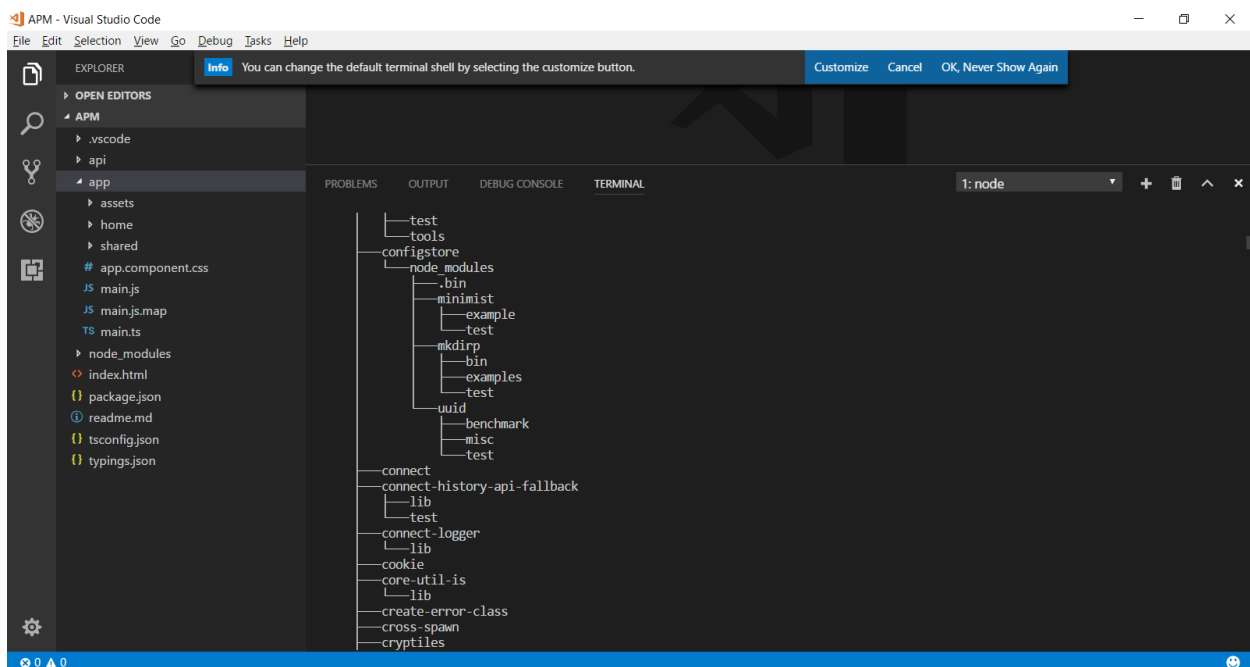 APM - Visual Studio Code
File Edit Selection View Go Debug Tasks Help
EXPLORER
Info You can change the default terminal shell by selecting the customize button. Customize Cancel OK, Never Show Again
OPEN EDITORS
APM
.vscode
api
app
assets
home
shared
# app.component.css
JS main.js
JS main.js.map
TS main.ts
node_modules
<> index.html
{} package.json
readme.md
{} tsconfig.json
{} typings.json
PROBLEMS OUTPUT DEBUG CONSOLE TERMINAL 1: node
│ ├──test
│ └──tools
├──configstore
│ └──node_modules
│ ├──.bin
│ ├──minimist
│ │ ├──example
│ │ └──test
│ ├──mkdirp
│ │ ├──bin
│ │ ├──examples
│ │ └──test
│ └──uuid
│ ├──benchmark
│ ├──misc
│ └──test
├──connect
├──connect-history-api-fallback
│ ├──lib
│ └──test
├──connect-logger
│ └──lib
├──cookie
├──core-util-is
│ └──lib
├──create-error-class
├──cross-spawn
├──cryptiles
0 0